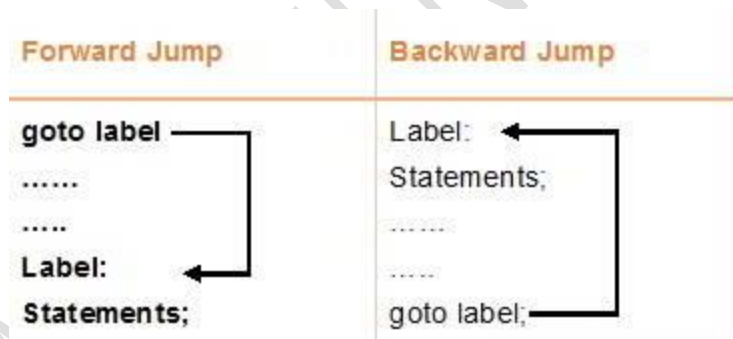 Forward Jump
goto label
......
.....
Label:
Statements;
Backward Jump
Label:
Statements;
......
.....
goto label;